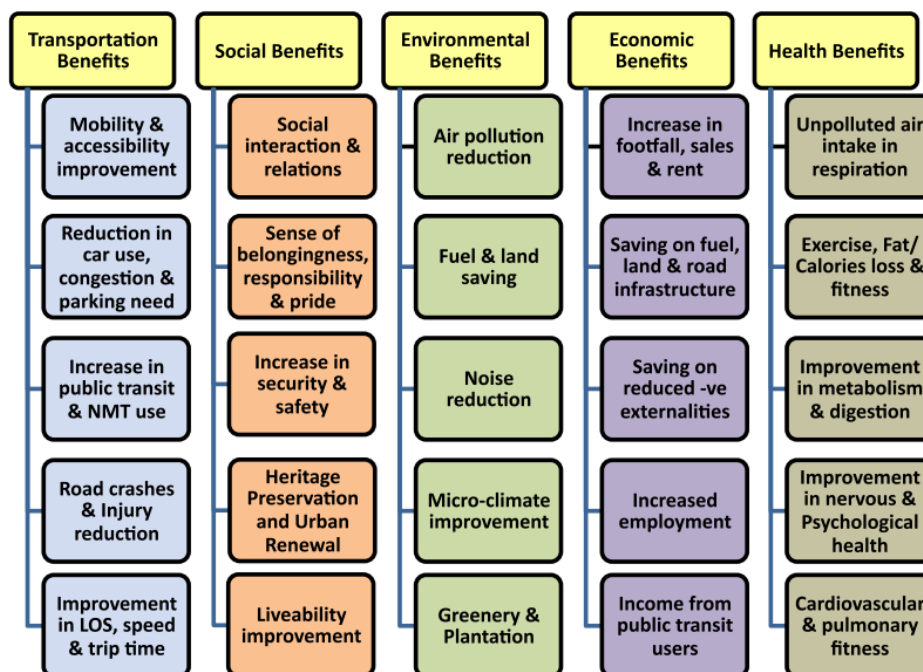 Transportation
Benefits
Mobility &
accessibility
improvement
Reduction in
car use,
congestion &
parking need
Increase in
public transit
& NMT use
Road crashes
& Injury
reduction
Improvement
in LOS, speed
& trip time
Social Benefits
Social
interaction &
relations
Sense of
belongingness,
responsibility
& pride
Increase in
security &
safety
Heritage
Preservation
and Urban
Renewal
Liveability
improvement
Environmental
Benefits
Air pollution
reduction
Fuel & land
saving
Noise
reduction
Micro-climate
improvement
Greenery &
Plantation
Economic
Benefits
Increase in
footfall, sales
& rent
Saving on fuel,
land & road
infrastructure
Saving on
reduced -ve
externalities
Increased
employment
Income from
public transit
users
Health Benefits
Unpolluted air
intake in
respiration
Exercise, Fat/
Calories loss &
fitness
Improvement
in metabolism
& digestion
Improvement
in nervous &
Psychological
health
Cardiovascular
& pulmonary
fitness